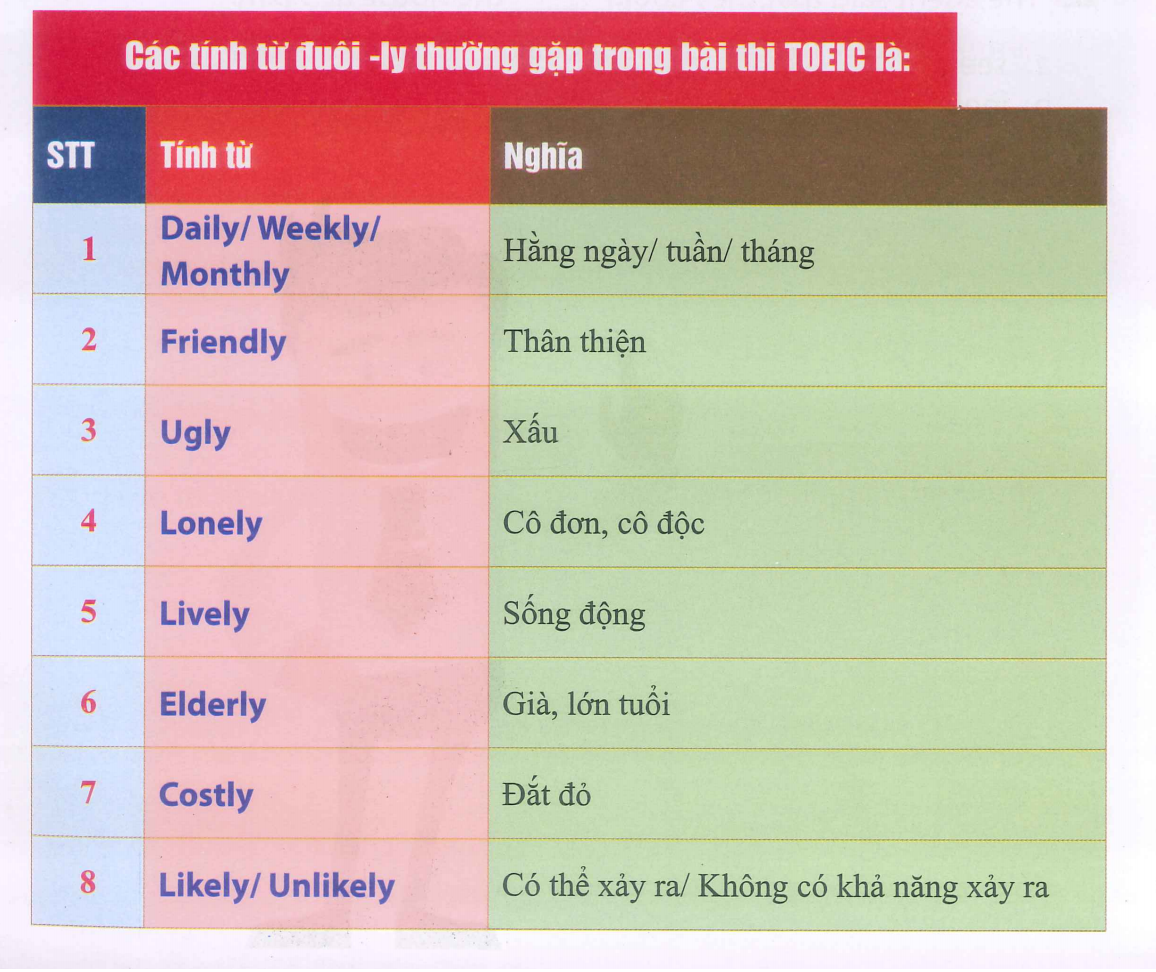 Các tính từ đuôi -ly thường gặp trong bài thi TOEIC là:
STT Tính từ Nghĩa
1 Daily/ Weekly/ Monthly Hằng ngày/ tuần/ tháng
2 Friendly Thân thiện
3 Ugly Xấu
4 Lonely Cô đơn, cô độc
5 Lively Sống động
6 Elderly Già, lớn tuổi
7 Costly Đắt đỏ
8 Likely/ Unlikely Có thể xảy ra/ Không có khả năng xảy ra